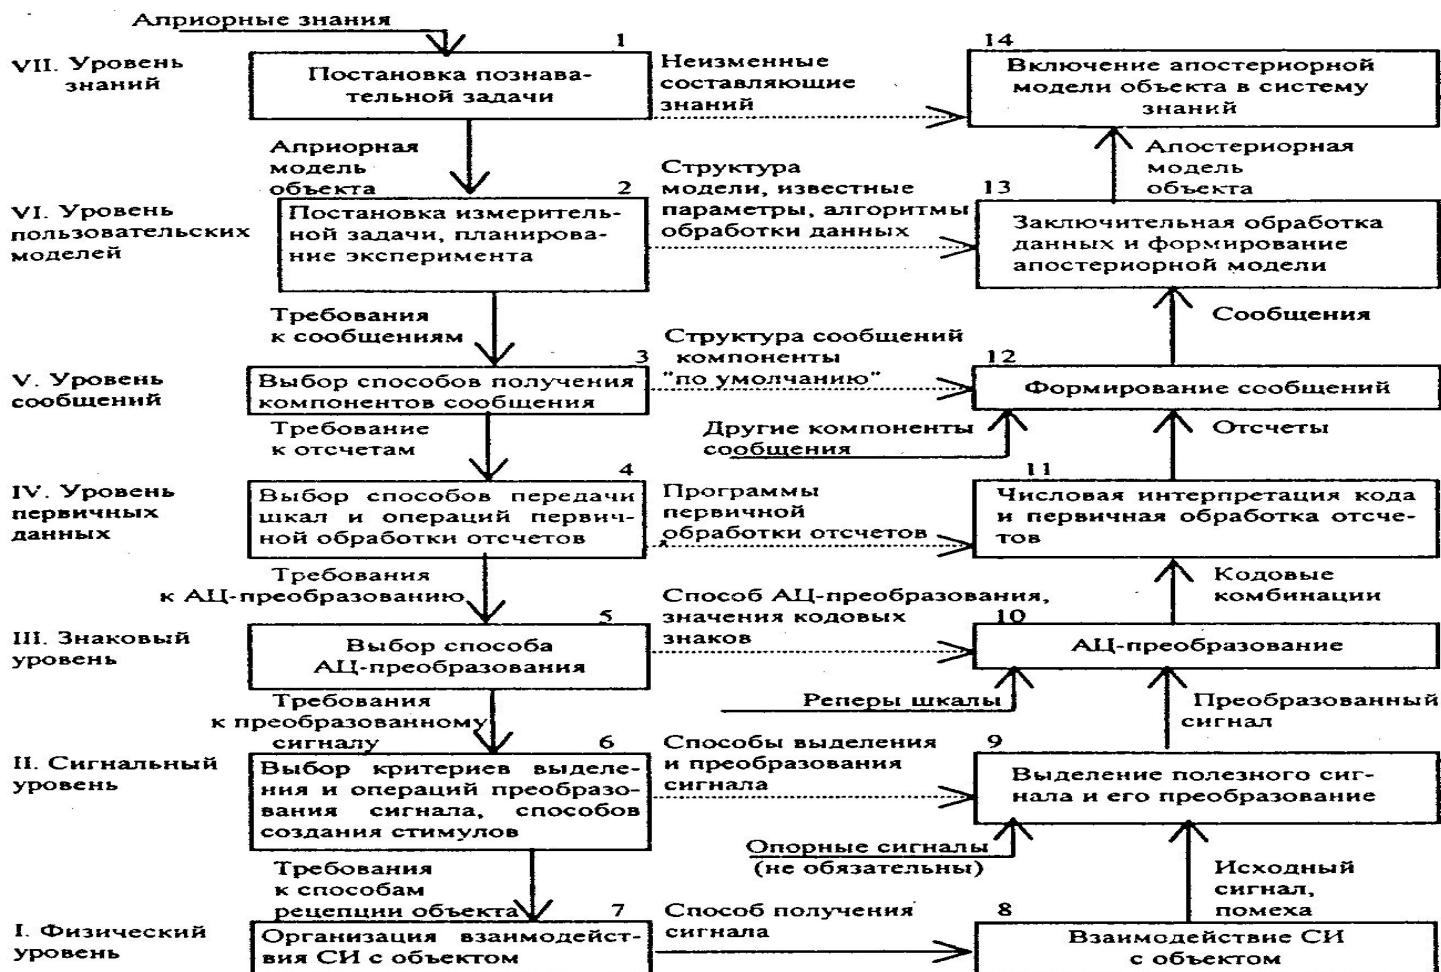 Априорные знания
VII. Уровень
знаний
1
Постановка познава-
тельной задачи
Неизменные
составляющие
знаний
14
Включение апостериорной
модели объекта в систему
знаний
Априорная
модель
объекта
Апостериорная
модель
объекта
VI. Уровень
пользовательских
моделей
2
Постановка измеритель-
ной задачи, планирова-
ние эксперимента
Структура
модели, известные
параметры, алгоритмы
обработки данных
13
Заключительная обработка
данных и формирование
апостериорной модели
Требования
к сообщениям
Сообщения
V. Уровень
сообщений
3
Выбор способов получения
компонентов сообщения
Структура сообщений
компоненты
"по умолчанию"
12
Формирование сообщений
Требование
к отсчетам
Другие компоненты
сообщения
Отсчеты
IV. Уровень
первичных
данных
4
Выбор способов передачи
шкал и операций первич-
ной обработки отсчетов
Программы
первичной
обработки отсчетов
11
Числовая интерпретация кода
и первичная обработка отсче-
тов
Требования
к АЦ-преобразованию
Кодовые
комбинации
III. Знаковый
уровень
5
Выбор способа
АЦ-преобразования
Способ АЦ-преобразования,
значения кодовых
знаков
10
АЦ-преобразование
Требования
к преобразованному
сигналу
Реперы шкалы
Преобразованный
сигнал
II. Сигнальный
уровень
6
Выбор критериев выделе-
ния и операций преобразо-
вания сигнала, способов
создания стимулов
Способы выделения
и преобразования
сигнала
9
Выделение полезного сиг-
нала и его преобразование
Требования
к способам
рецепции объекта
Опорные сигналы
(не обязательны)
Исходный
сигнал,
помеха
I. Физический
уровень
7
Организация взаимодейст-
вия СИ с объектом
Способ получения
сигнала
8
Взаимодействие СИ
с объектом